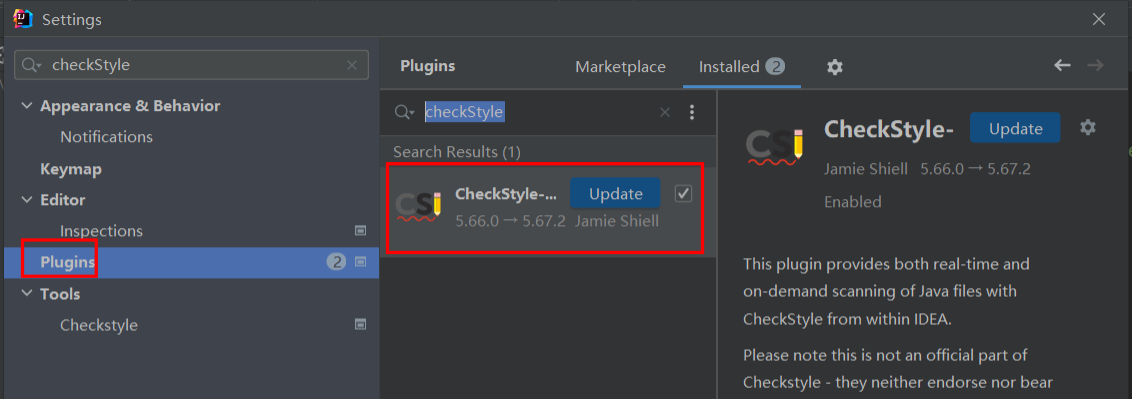 Settings
checkStyle
Appearance & Behavior
Notifications
Keymap
Editor
Inspections
Plugins 2
Tools
Checkstyle
Plugins Marketplace Installed 2
checkStyle
Search Results (1)
CheckStyle-... Update
5.66.0 → 5.67.2 Jamie Shiell
CheckStyle- Update
Jamie Shiell 5.66.0 → 5.67.2
Enabled
This plugin provides both real-time and
on-demand scanning of Java files with
CheckStyle from within IDEA.
Please note this is not an official part of
Checkstyle - they neither endorse nor bear